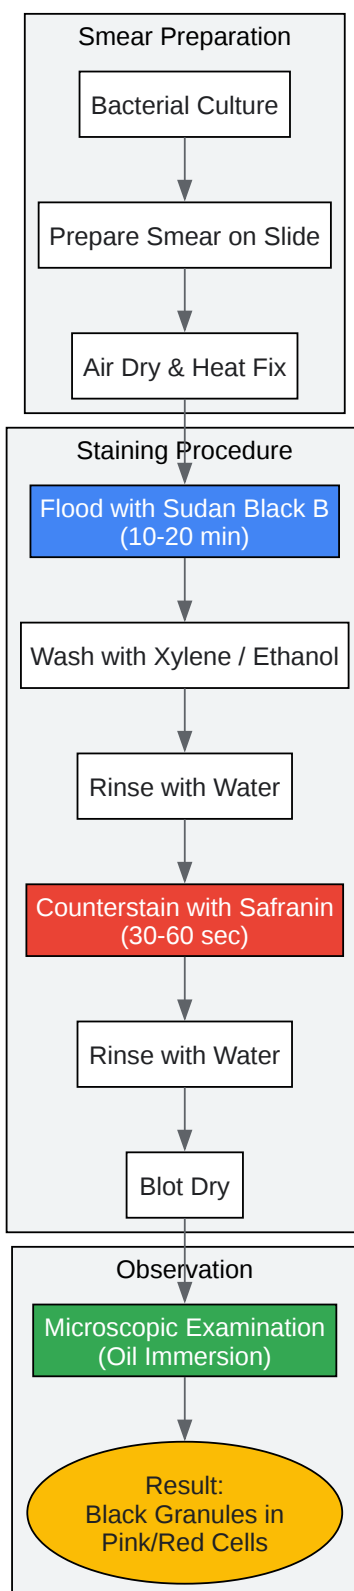 Smear Preparation
Bacterial Culture
Prepare Smear on Slide
Air Dry & Heat Fix
Staining Procedure
Flood with Sudan Black B
(10-20 min)
Wash with Xylene / Ethanol
Rinse with Water
Counterstain with Safranin
(30-60 sec)
Rinse with Water
Blot Dry
Observation
Microscopic Examination
(Oil Immersion)
Result:
Black Granules in
Pink/Red Cells